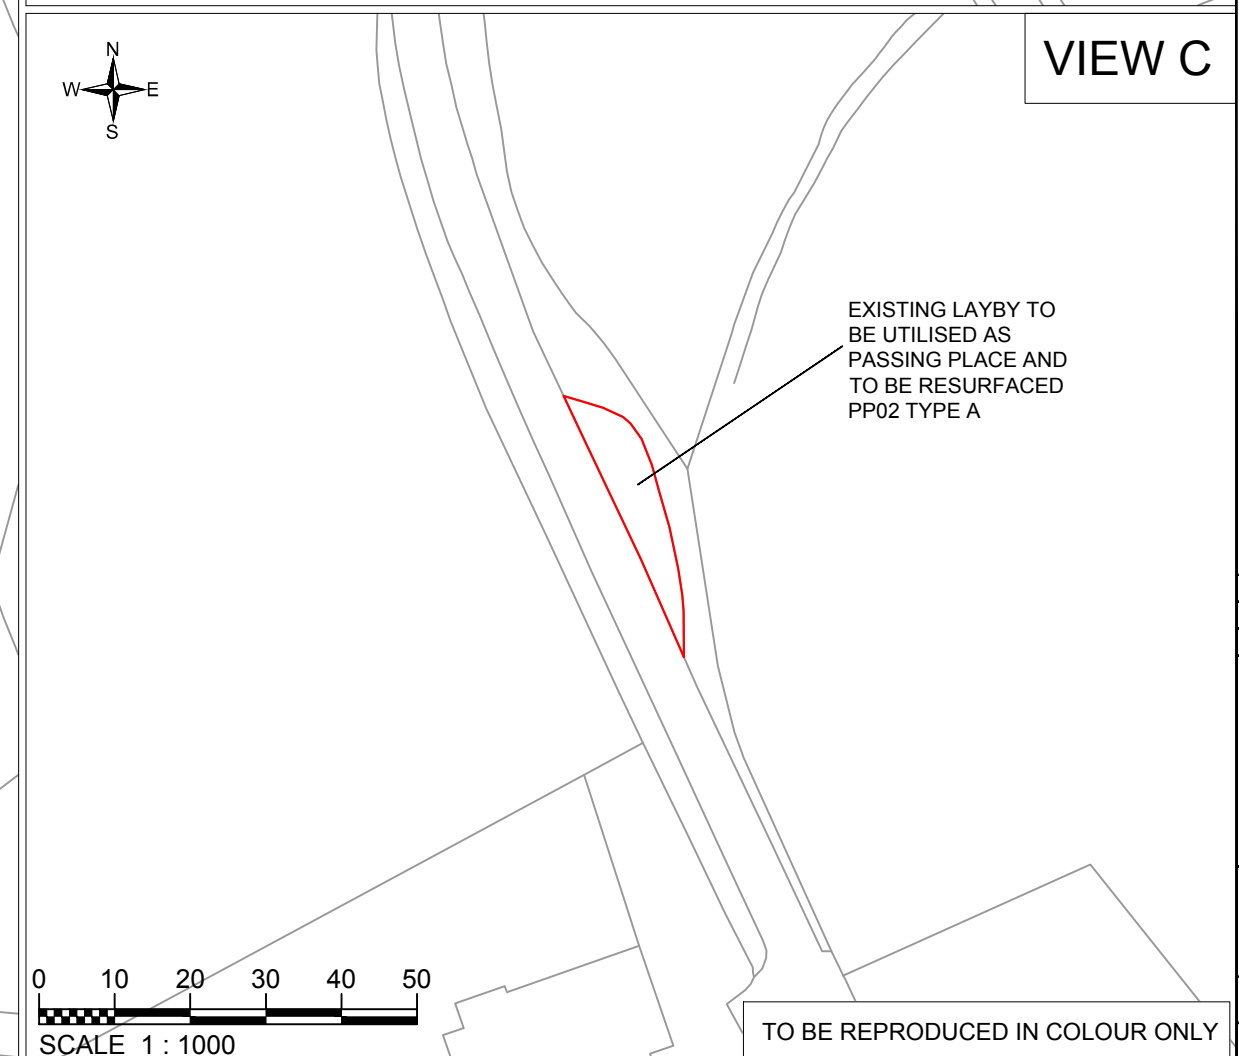 VIEW C
N
W E
S
EXISTING LAYBY TO
BE UTILISED AS
PASSING PLACE AND
TO BE RESURFACED
PP02 TYPE A
0 10 20 30 40 50
SCALE 1 : 1000
TO BE REPRODUCED IN COLOUR ONLY